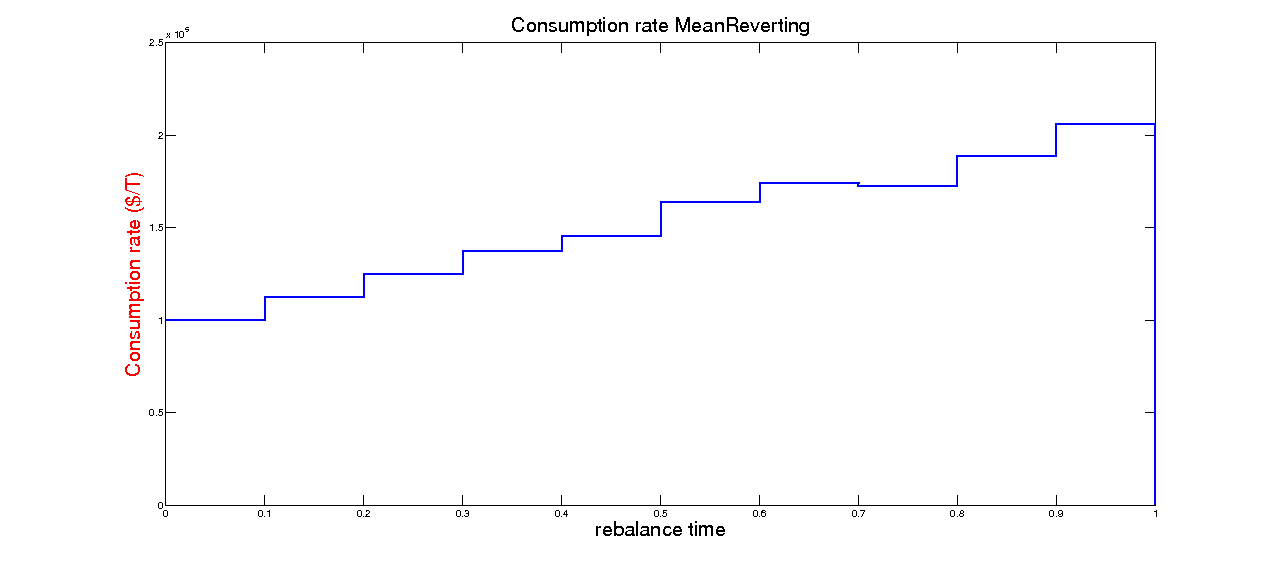 Consumption rate MeanReverting
x 10^5
2.5
2
1.5
1
0.5
0
Consumption rate ($/T)
0 0.1 0.2 0.3 0.4 0.5 0.6 0.7 0.8 0.9 1
rebalance time